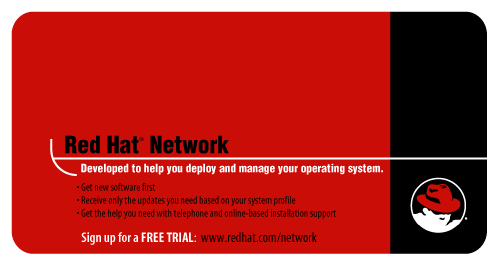 Red Hat® Network
Developed to help you deploy and manage your operating system.
• Get new software first
• Receive only the updates you need based on your system profile
• Get the help you need with telephone and online-based installation support
Sign up for a FREE TRIAL: www.redhat.com/network